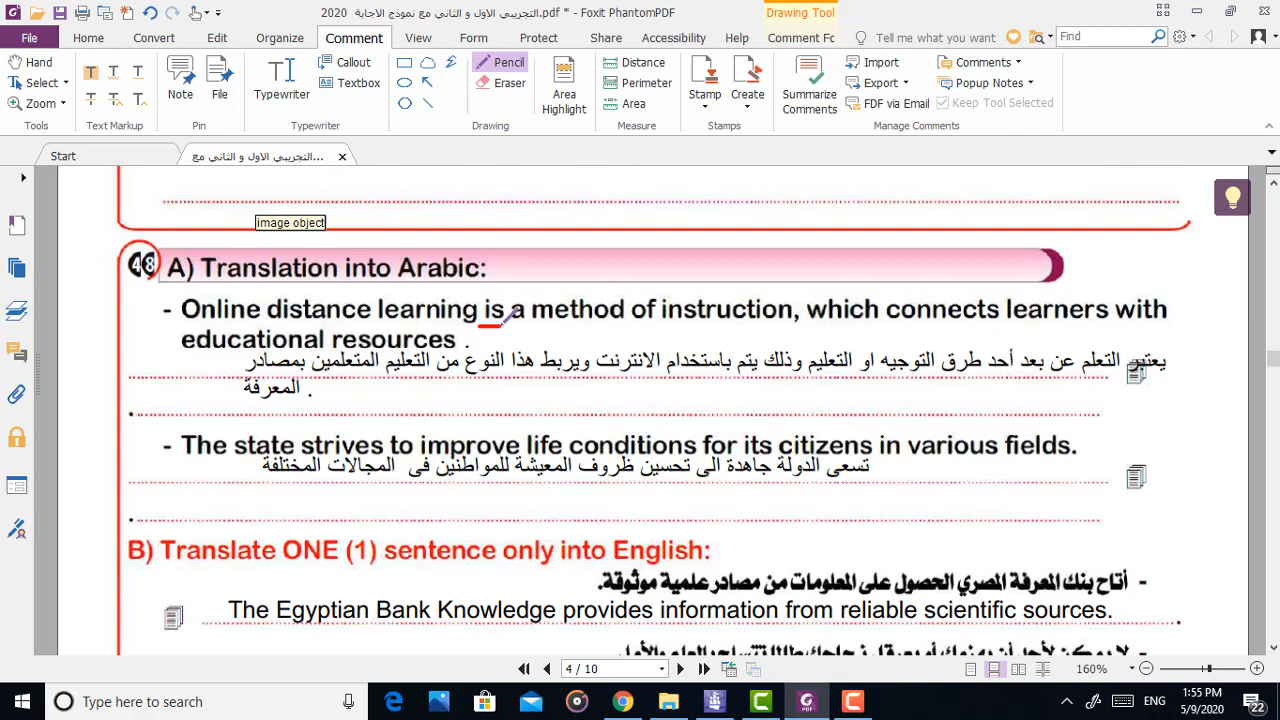 التجريبي الاول و الثاني مع نموذج الاجابة 2020.pdf * - Foxit PhantomPDF
Drawing Tool
File Home Convert Edit Organize Comment View Form Protect Share Accessibility Help Comment Fc Tell me what you want Find
Hand
Select
Zoom
Tools
Text Markup
Note
File
Pin
Typewriter
Callout
Textbox
Typewriter
Pencil
Eraser
Drawing
Area Highlight
Distance
Perimeter
Area
Measure
Stamp
Create
Stamps
Summarize Comments
Import
Export
FDF via Email
Comments
Popup Notes
Keep Tool Selected
Manage Comments
Start
التجريبي الاول و الثاني مع...
image object
48 A) Translation into Arabic:
- Online distance learning is a method of instruction, which connects learners with
educational resources .
يعتبر التعلم عن بعد أحد طرق التوجيه او التعليم وذلك يتم باستخدام الانترنت ويربط هذا النوع من التعليم المتعلمين بمصادر
المعرفة .
- The state strives to improve life conditions for its citizens in various fields.
تسعى الدولة جاهدة الى تحسين ظروف المعيشة للمواطنين فى المجالات المختلفة
B) Translate ONE (1) sentence only into English:
- أتاح بنك المعرفة المصري الحصول على المعلومات من مصادر علمية موثوقة.
The Egyptian Bank Knowledge provides information from reliable scientific sources.
4 / 10
160%
Type here to search
ENG
1:55 PM
5/9/2020
22